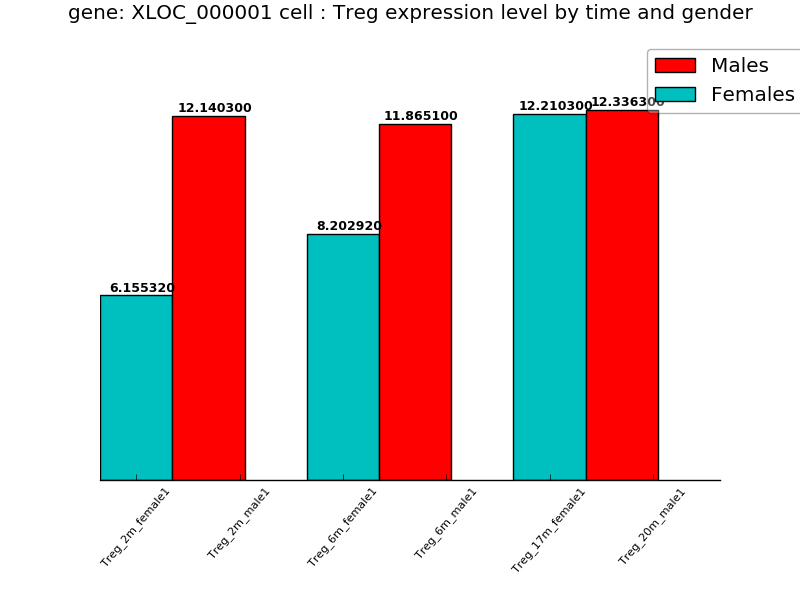 gene: XLOC_000001 cell : Treg expression level by time and gender
Males
Females
6.155320
12.140300
8.202920
11.865100
12.210300
12.336300
Treg_2m_female1
Treg_2m_male1
Treg_6m_female1
Treg_6m_male1
Treg_17m_female1
Treg_20m_male1